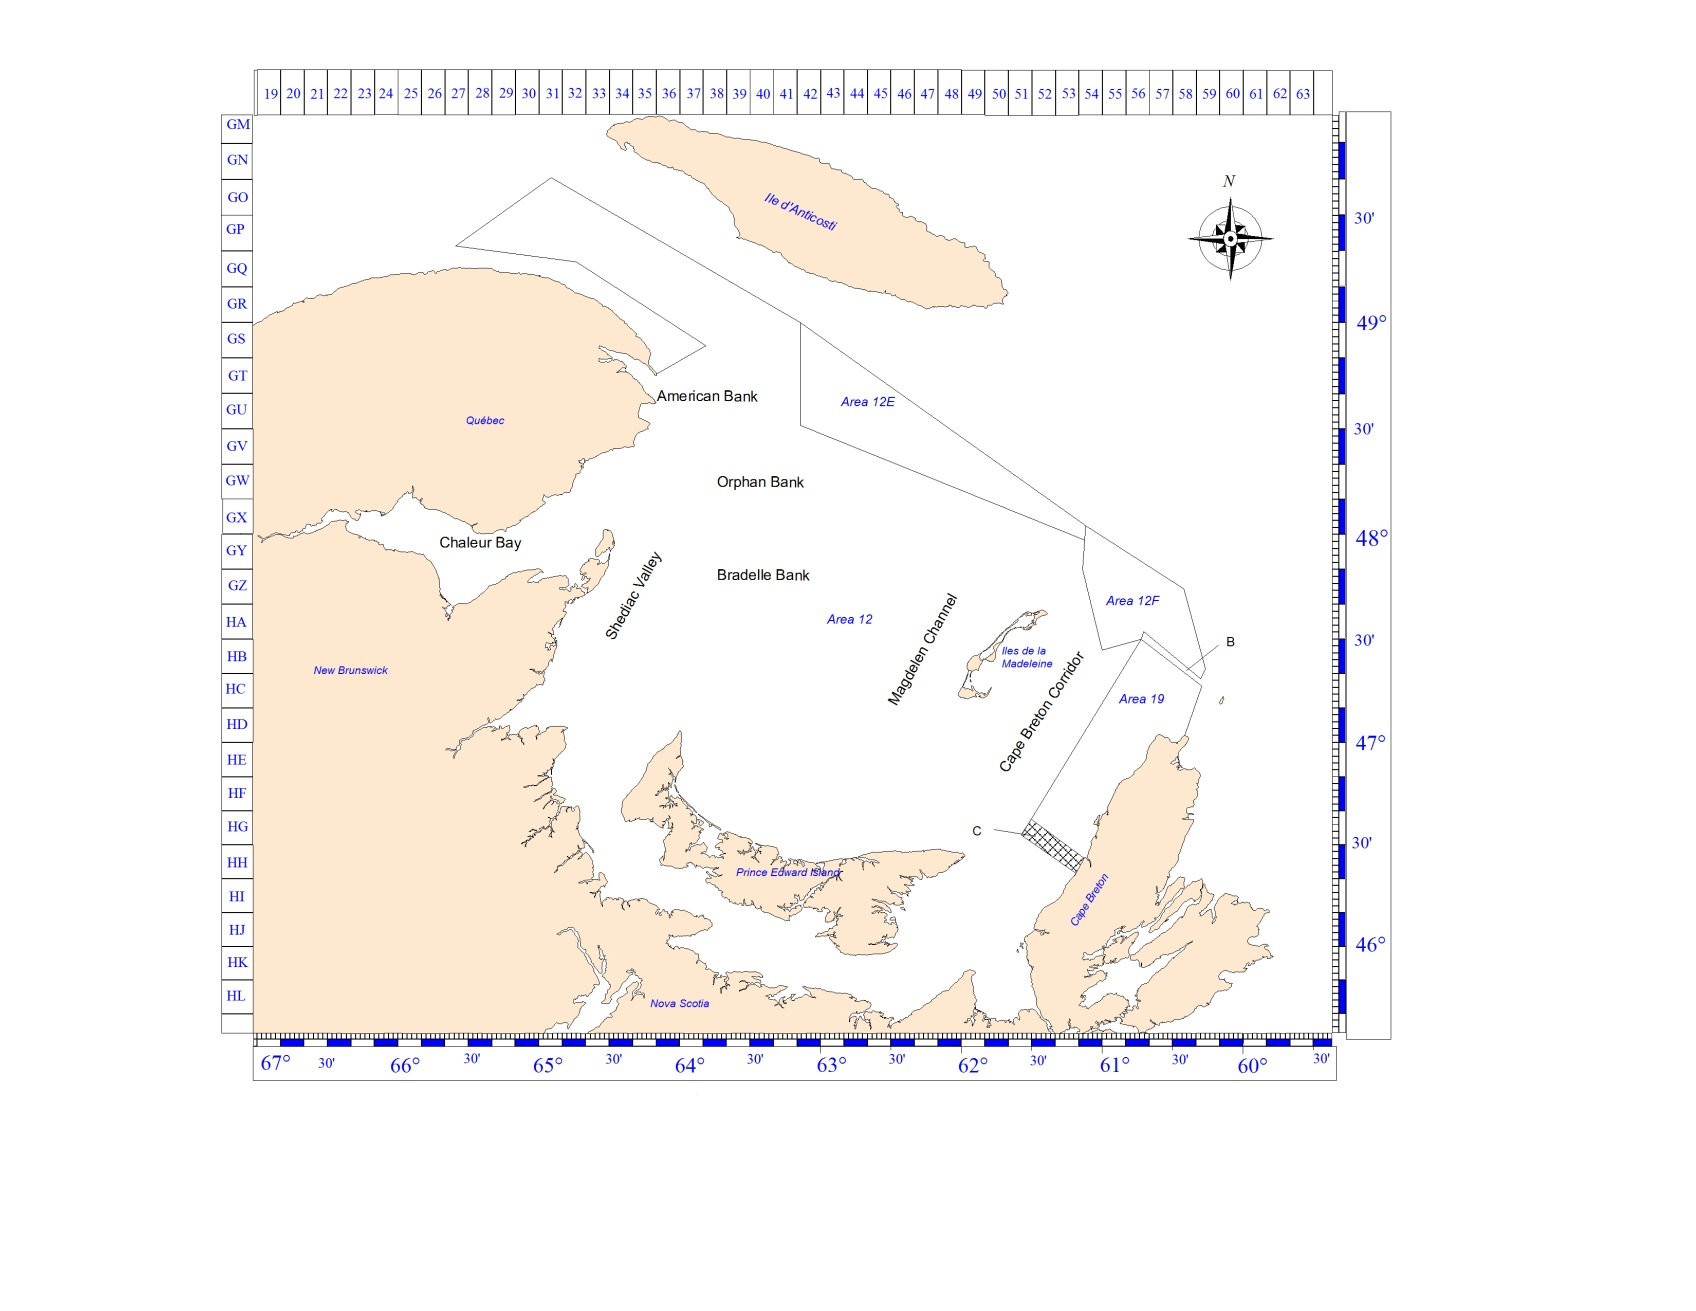 19 20 21 22 23 24 25 26 27 28 29 30 31 32 33 34 35 36 37 38 39 40 41 42 43 44 45 46 47 48 49 50 51 52 53 54 55 56 57 58 59 60 61 62 63
GM
GN
GO
GP
GQ
GR
GS
GT
GU
GV
GW
GX
GY
GZ
HA
HB
HC
HD
HE
HF
HG
HH
HI
HJ
HK
HL
N
Ile d'Anticosti
Area 12E
American Bank
Québec
Orphan Bank
Chaleur Bay
Shediac Valley
Bradelle Bank
Area 12
Magdelen Channel
Area 12F
B
Iles de la
Madeleine
New Brunswick
Cape Breton Corridor
Area 19
C
Prince Edward Island
Cape Breton
Nova Scotia
30'
49°
30'
48°
30'
47°
30'
46°
67° 30' 66° 30' 65° 30' 64° 30' 63° 30' 62° 30' 61° 30' 60° 30'